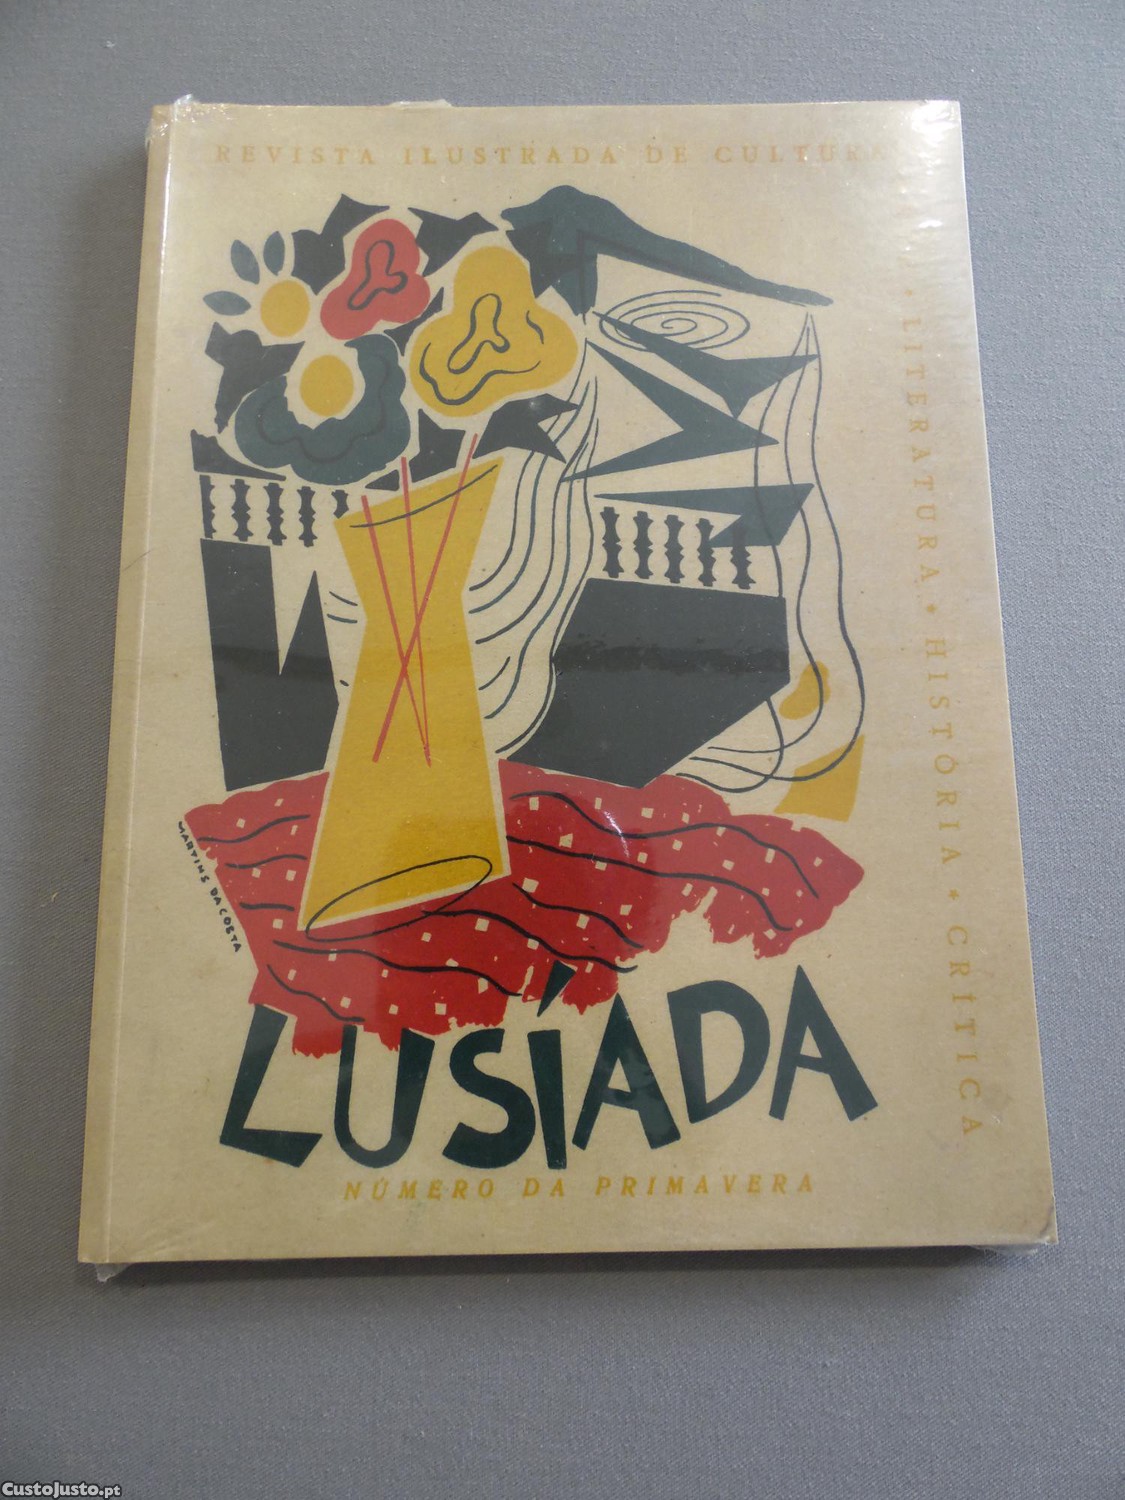 REVISTA ILUSTRADA DE CULTURA
• LITERATURA • HISTÓRIA • CRÍTICA
MARTINS DA COSTA
LUSÍADA
NÚMERO DA PRIMAVERA
CustoJusto.pt